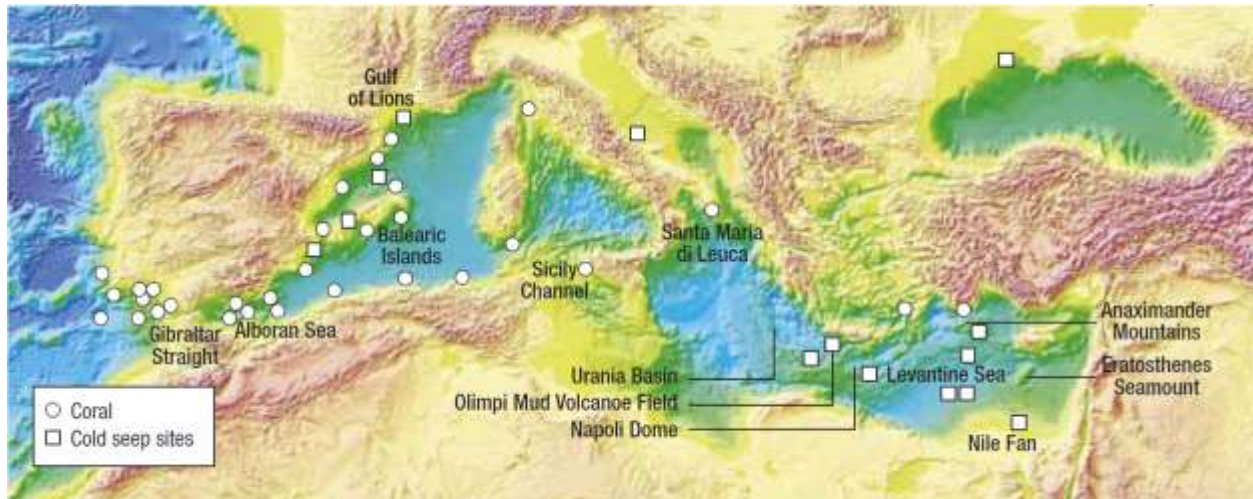 Gulf
of Lions
Balearic
Islands
Santa Maria
di Leuca
Sicily
Channel
Gibraltar
Straight
Alboran Sea
Anaximander
Mountains
Urania Basin
Levantine Sea
Eratosthenes
Seamount
Olimpi Mud Volcanoe Field
Napoli Dome
Nile Fan
Coral
Cold seep sites